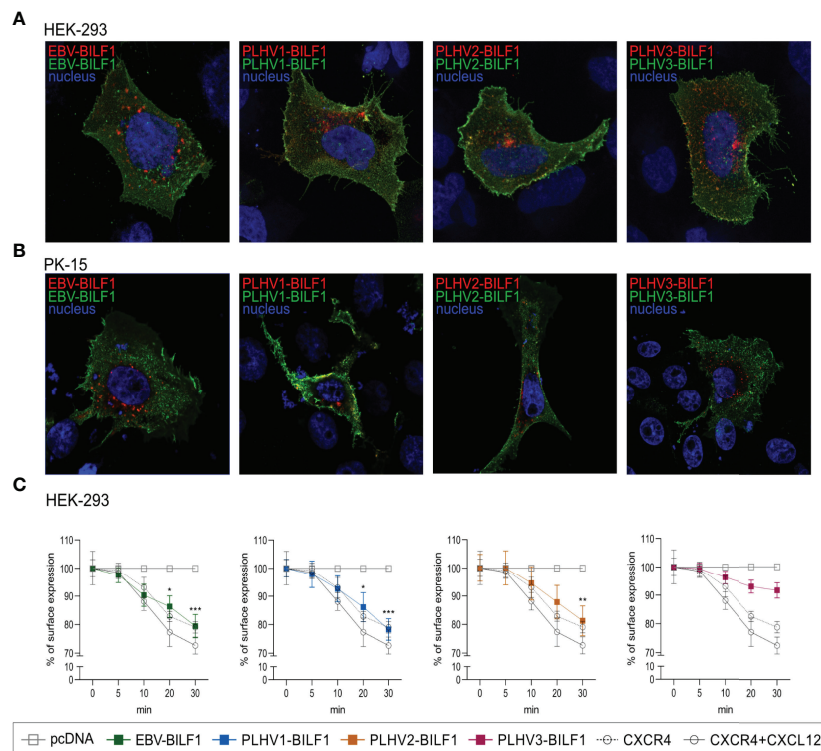 A
HEK-293
EBV-BILF1 PLHV1-BILF1 PLHV2-BILF1 PLHV3-BILF1
EBV-BILF1 PLHV1-BILF1 PLHV2-BILF1 PLHV3-BILF1
nucleus nucleus nucleus nucleus
B
PK-15
EBV-BILF1 PLHV1-BILF1 PLHV2-BILF1 PLHV3-BILF1
EBV-BILF1 PLHV1-BILF1 PLHV2-BILF1 PLHV3-BILF1
nucleus nucleus nucleus nucleus
C
HEK-293
% of surface expression
110
100
90
80
70
10
0
* ***
0 5 10 20 30
min
% of surface expression
110
100
90
80
70
10
0
* ***
0 5 10 20 30
min
% of surface expression
110
100
90
80
70
10
0
**
0 5 10 20 30
min
% of surface expression
110
100
90
80
70
10
0
0 5 10 20 30
min
pcDNA EBV-BILF1 PLHV1-BILF1 PLHV2-BILF1 PLHV3-BILF1 CXCR4 CXCR4+CXCL12